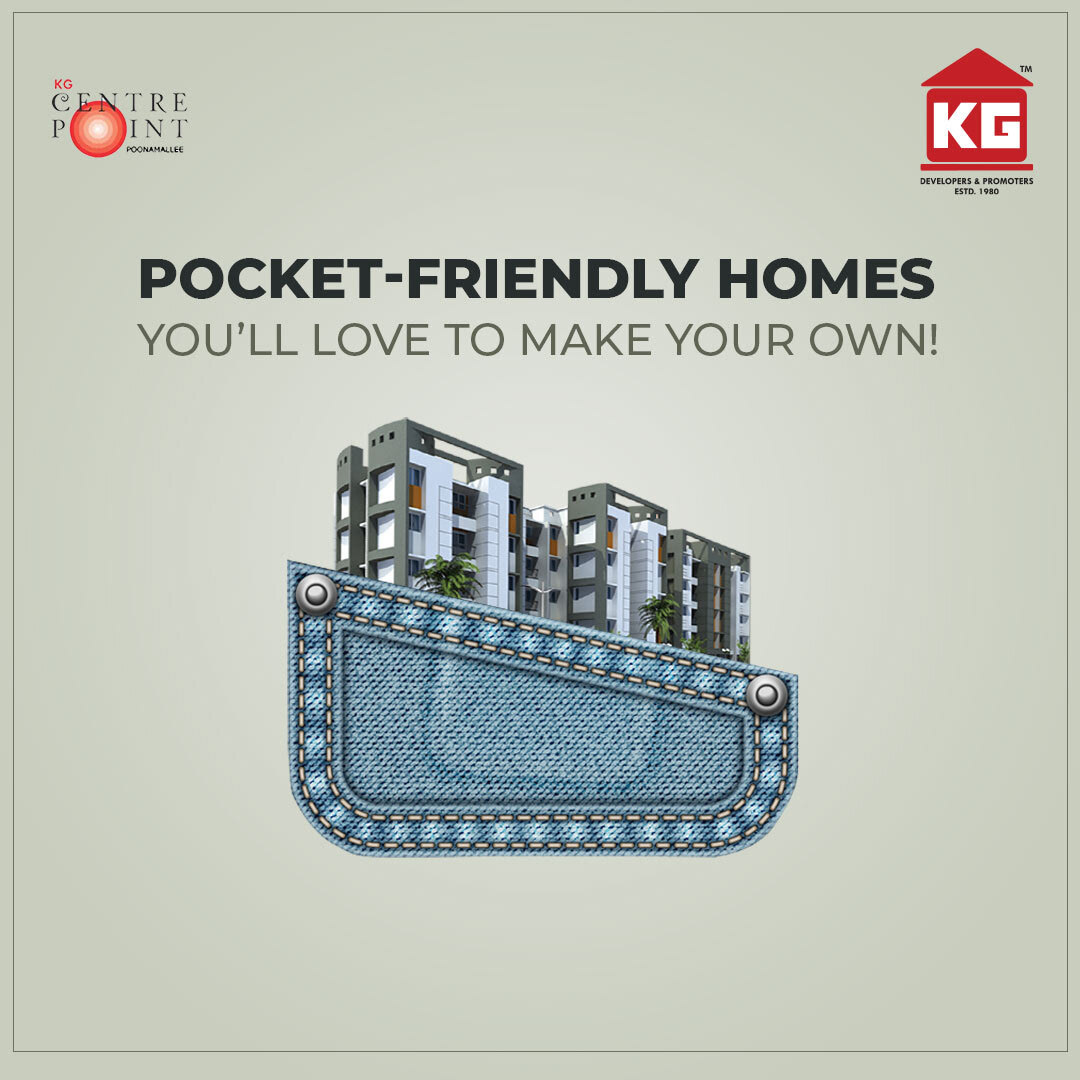 KG
CENTRE
POINT
POONAMALLEE
TM
KG
DEVELOPERS & PROMOTERS
ESTD. 1980
POCKET-FRIENDLY HOMES
YOU'LL LOVE TO MAKE YOUR OWN!